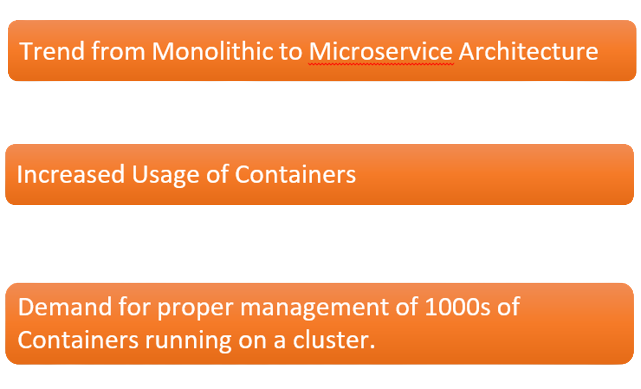 Trend from Monolithic to Microservice Architecture
Increased Usage of Containers
Demand for proper management of 1000s of
Containers running on a cluster.